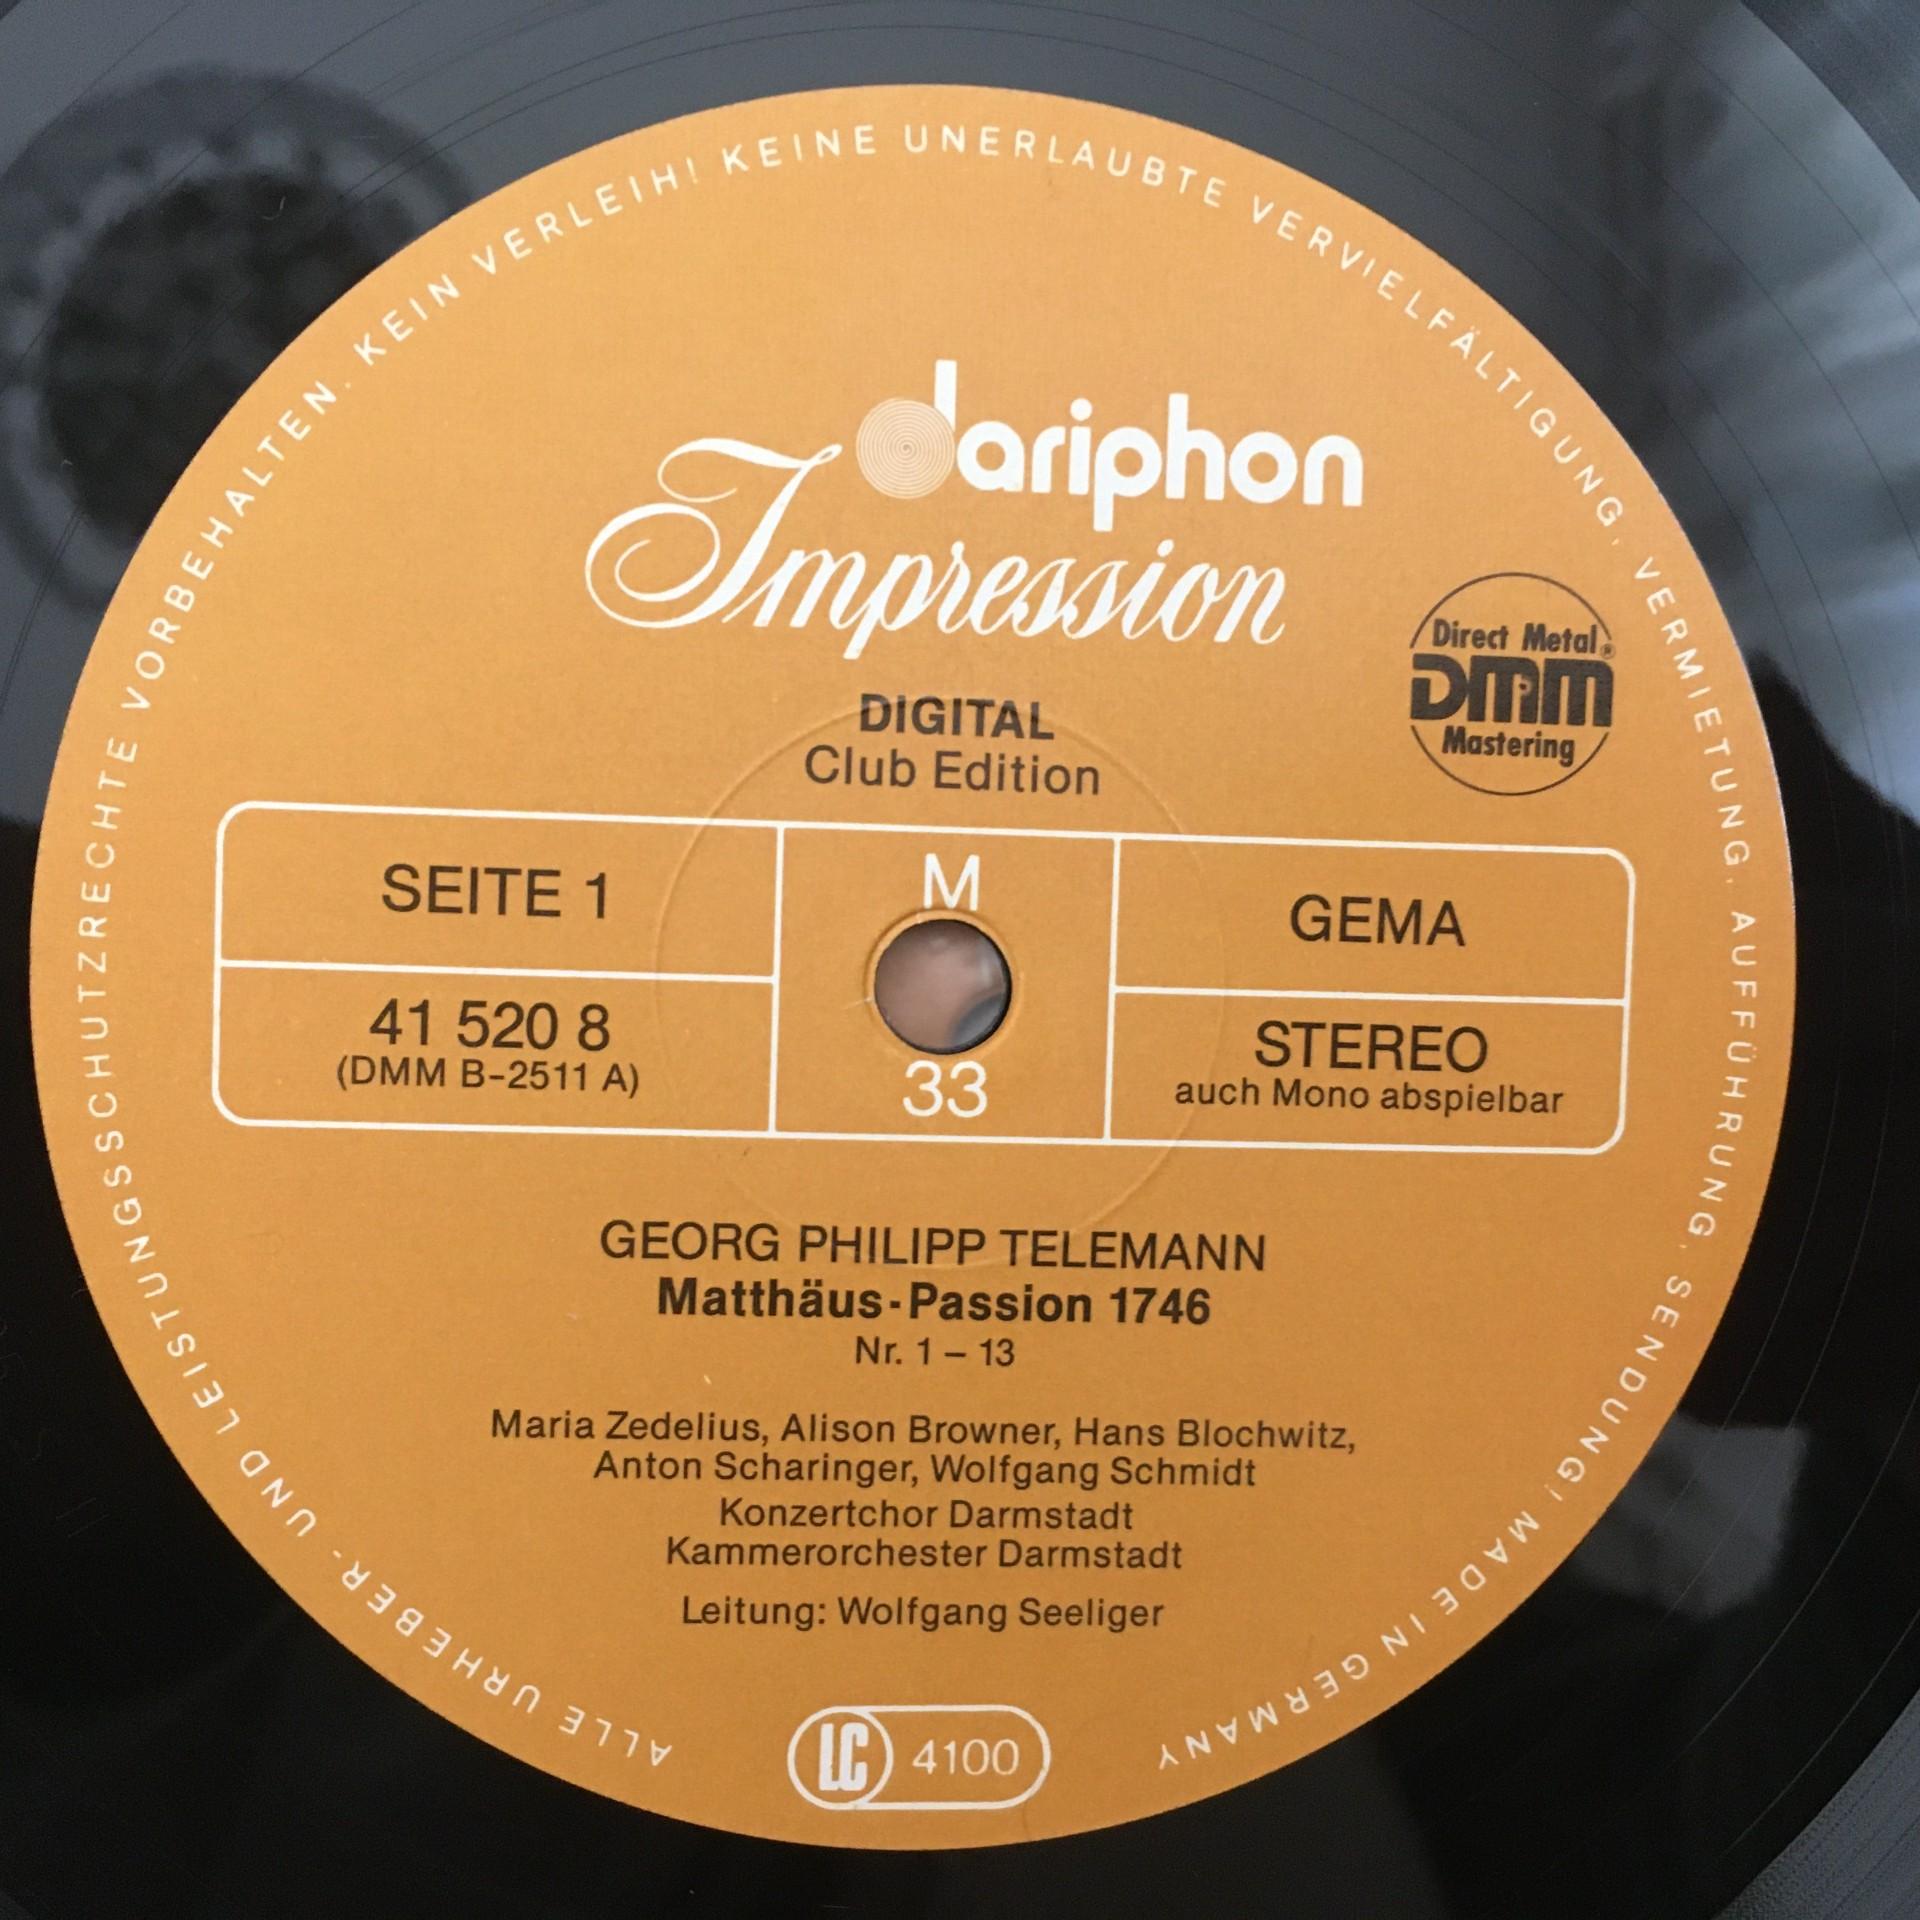 ALLE URHEBER- UND LEISTUNGSSCHUTZRECHTE VORBEHALTEN. KEIN VERLEIH! KEINE UNERLAUBTE VERVIELFÄLTIGUNG, VERMIETUNG, AUFFÜHRUNG, SENDUNG! MADE IN GERMANY
dariphon
Impression
Direct Metal®
DMM
Mastering
DIGITAL
Club Edition
SEITE 1
M
GEMA
41 520 8
(DMM B-2511 A)
33
STEREO
auch Mono abspielbar
GEORG PHILIPP TELEMANN
Matthäus-Passion 1746
Nr. 1 – 13
Maria Zedelius, Alison Browner, Hans Blochwitz,
Anton Scharinger, Wolfgang Schmidt
Konzertchor Darmstadt
Kammerorchester Darmstadt
Leitung: Wolfgang Seeliger
LC 4100